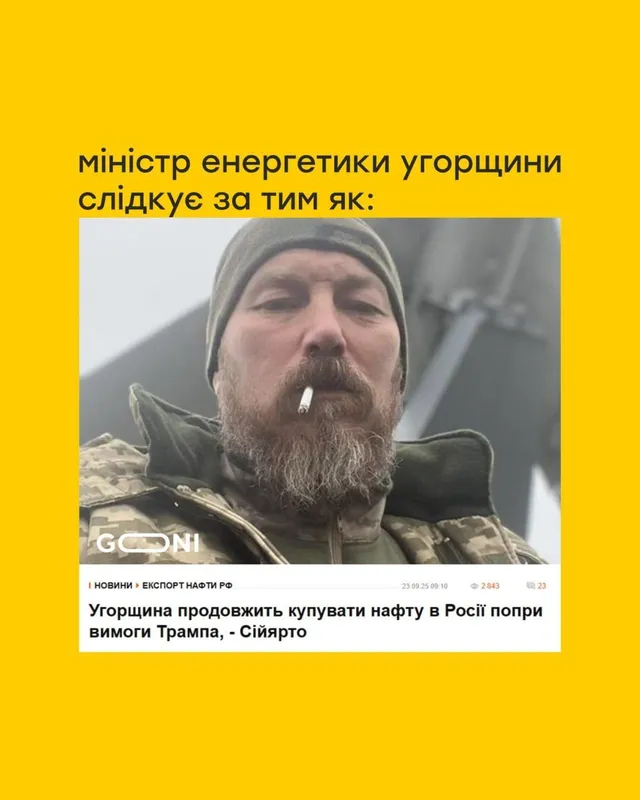 міністр енергетики угорщини
слідкує за тим як:
GOONI
НОВИНИ ЕКСПОРТ НАФТИ РФ 23.09.25 09:10 2 843 23
Угорщина продовжить купувати нафту в Росії попри
вимоги Трампа, - Сійярто